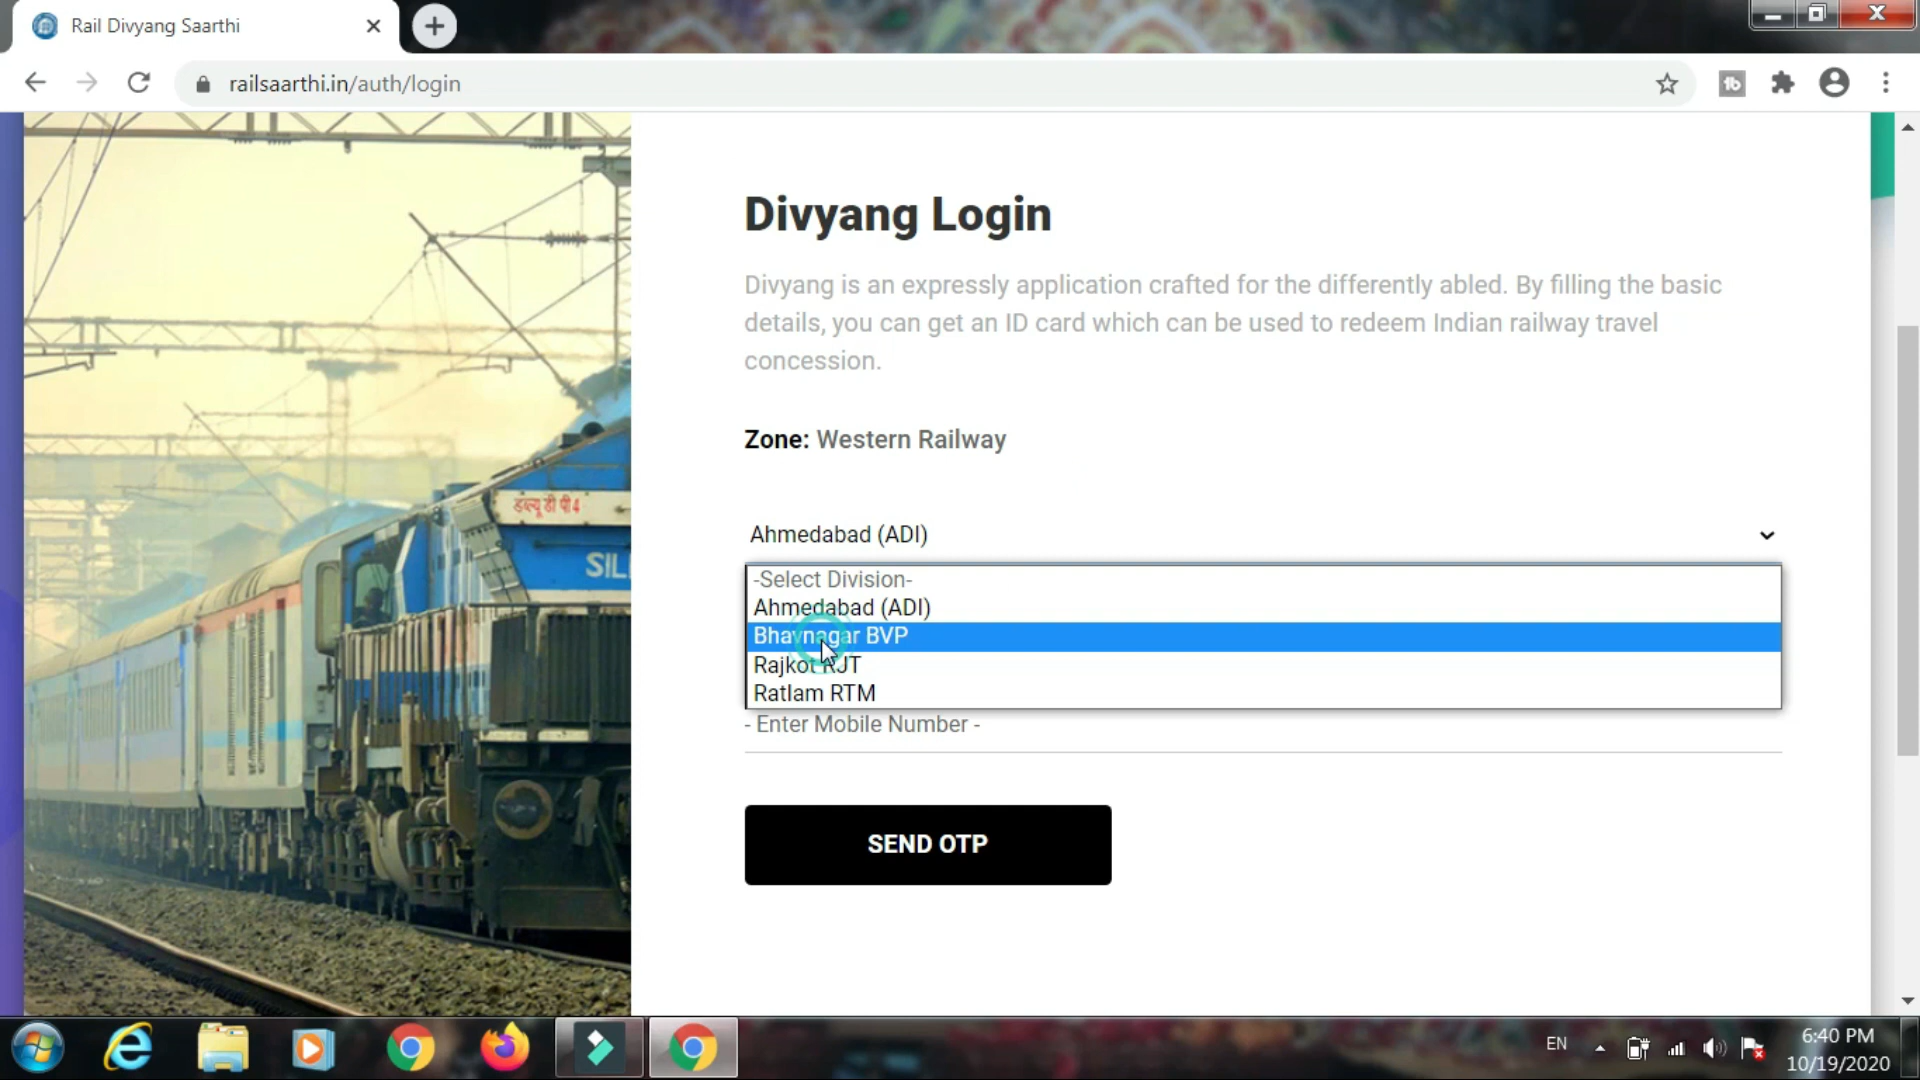 Rail Divyang Saarthi
railsaarthi.in/auth/login
डब्ल्यू डी पी4
SIL
Divyang Login
Divyang is an expressly application crafted for the differently abled. By filling the basic
details, you can get an ID card which can be used to redeem Indian railway travel
concession.
Zone: Western Railway
Ahmedabad (ADI)
-Select Division-
Ahmedabad (ADI)
Bhavnagar BVP
Rajkot RJT
Ratlam RTM
- Enter Mobile Number -
SEND OTP
EN
6:40 PM
10/19/2020